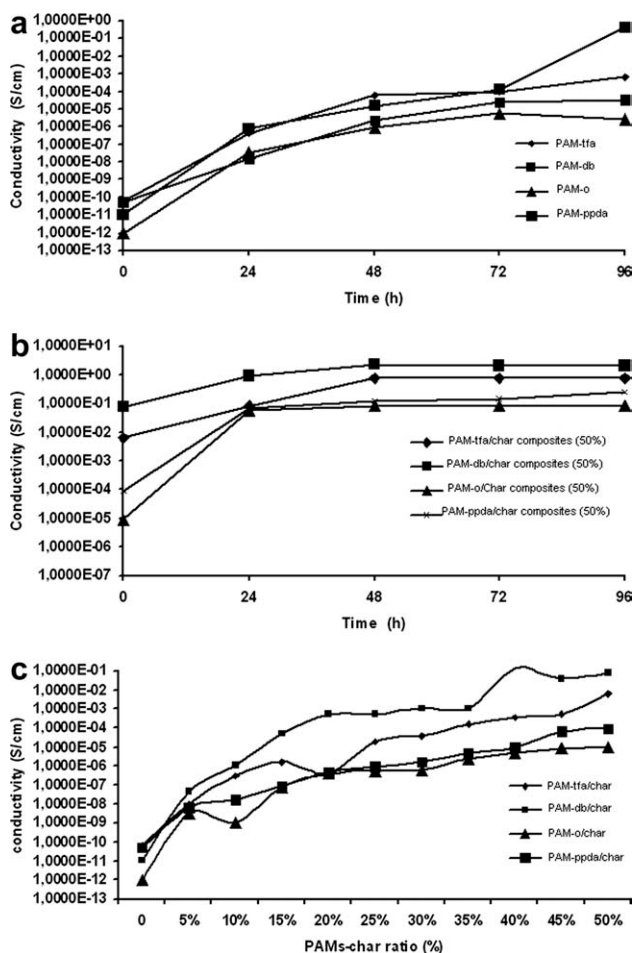 a
Conductivity (S/cm)
1,0000E+00
1,0000E-01
1,0000E-02
1,0000E-03
1,0000E-04
1,0000E-05
1,0000E-06
1,0000E-07
1,0000E-08
1,0000E-09
1,0000E-10
1,0000E-11
1,0000E-12
1,0000E-13
0 24 48 72 96
Time (h)
PAM-tfa
PAM-db
PAM-o
PAM-ppda
b
Conductivity (S/cm)
1,0000E+01
1,0000E+00
1,0000E-01
1,0000E-02
1,0000E-03
1,0000E-04
1,0000E-05
1,0000E-06
1,0000E-07
0 24 48 72 96
Time (h)
PAM-tfa/char composites (50%)
PAM-db/char composites (50%)
PAM-o/Char composites (50%)
PAM-ppda/char composites (50%)
c
conductivity (S/cm)
1,0000E-01
1,0000E-02
1,0000E-03
1,0000E-04
1,0000E-05
1,0000E-06
1,0000E-07
1,0000E-08
1,0000E-09
1,0000E-10
1,0000E-11
1,0000E-12
1,0000E-13
0 5% 10% 15% 20% 25% 30% 35% 40% 45% 50%
PAMs-char ratio (%)
PAM-tfa/char
PAM-db/char
PAM-o/char
PAM-ppda/char